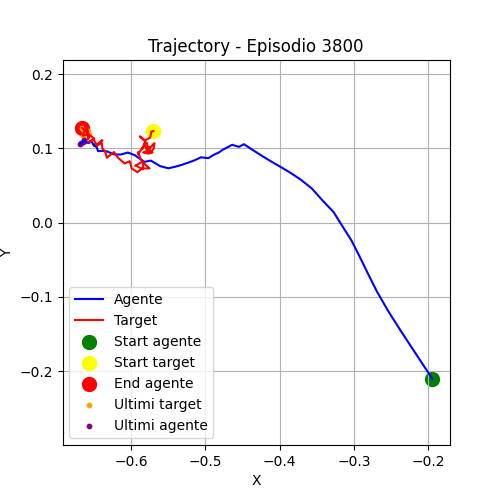 Trajectory - Episodio 3800
0.2
0.1
0.0
−0.1
−0.2
Y
Agente
Target
Start agente
Start target
End agente
Ultimi target
Ultimi agente
−0.6
−0.5
−0.4
−0.3
−0.2
X